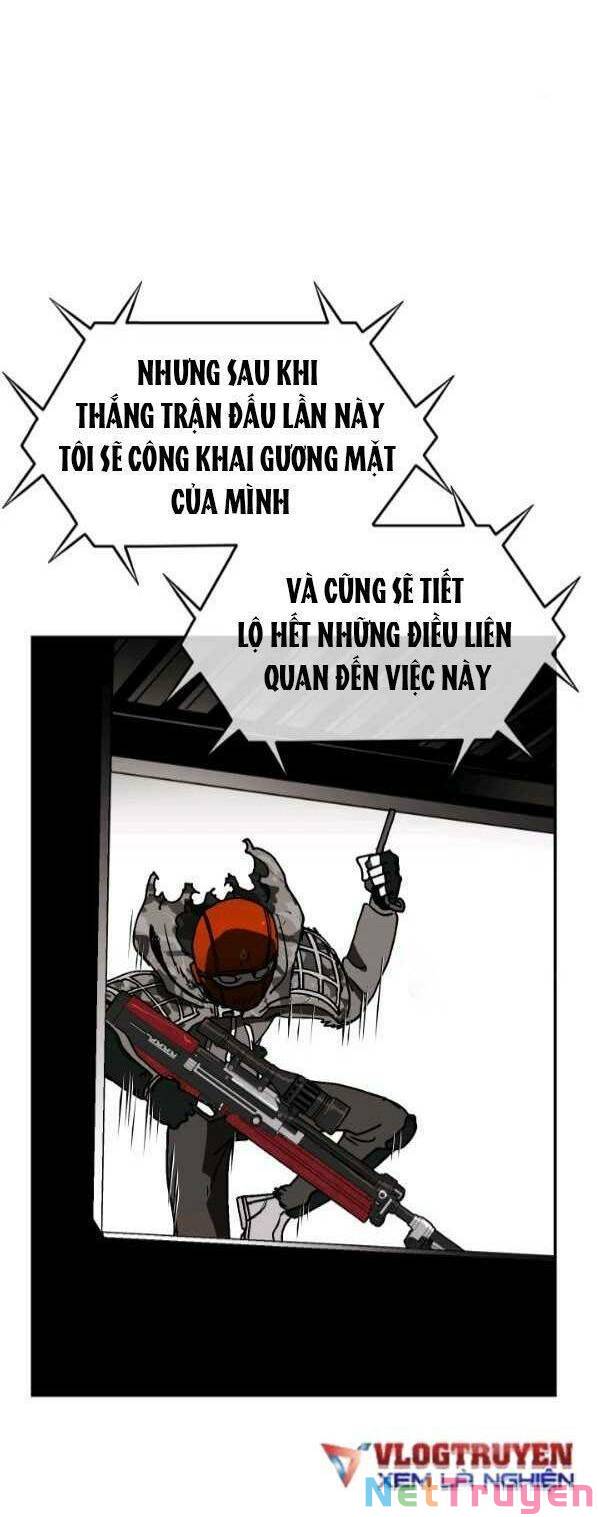 NHƯNG SAU KHI
THẮNG TRẬN ĐẤU LẦN NÀY
TÔI SẼ CÔNG KHAI GƯƠNG MẶT
CỦA MÌNH
VÀ CŨNG SẼ TIẾT
LỘ HẾT NHỮNG ĐIỀU LIÊN
QUAN ĐẾN VIỆC NÀY
VLOGTRUYEN
XEM LÀ NGHIỆN
NetTruyen